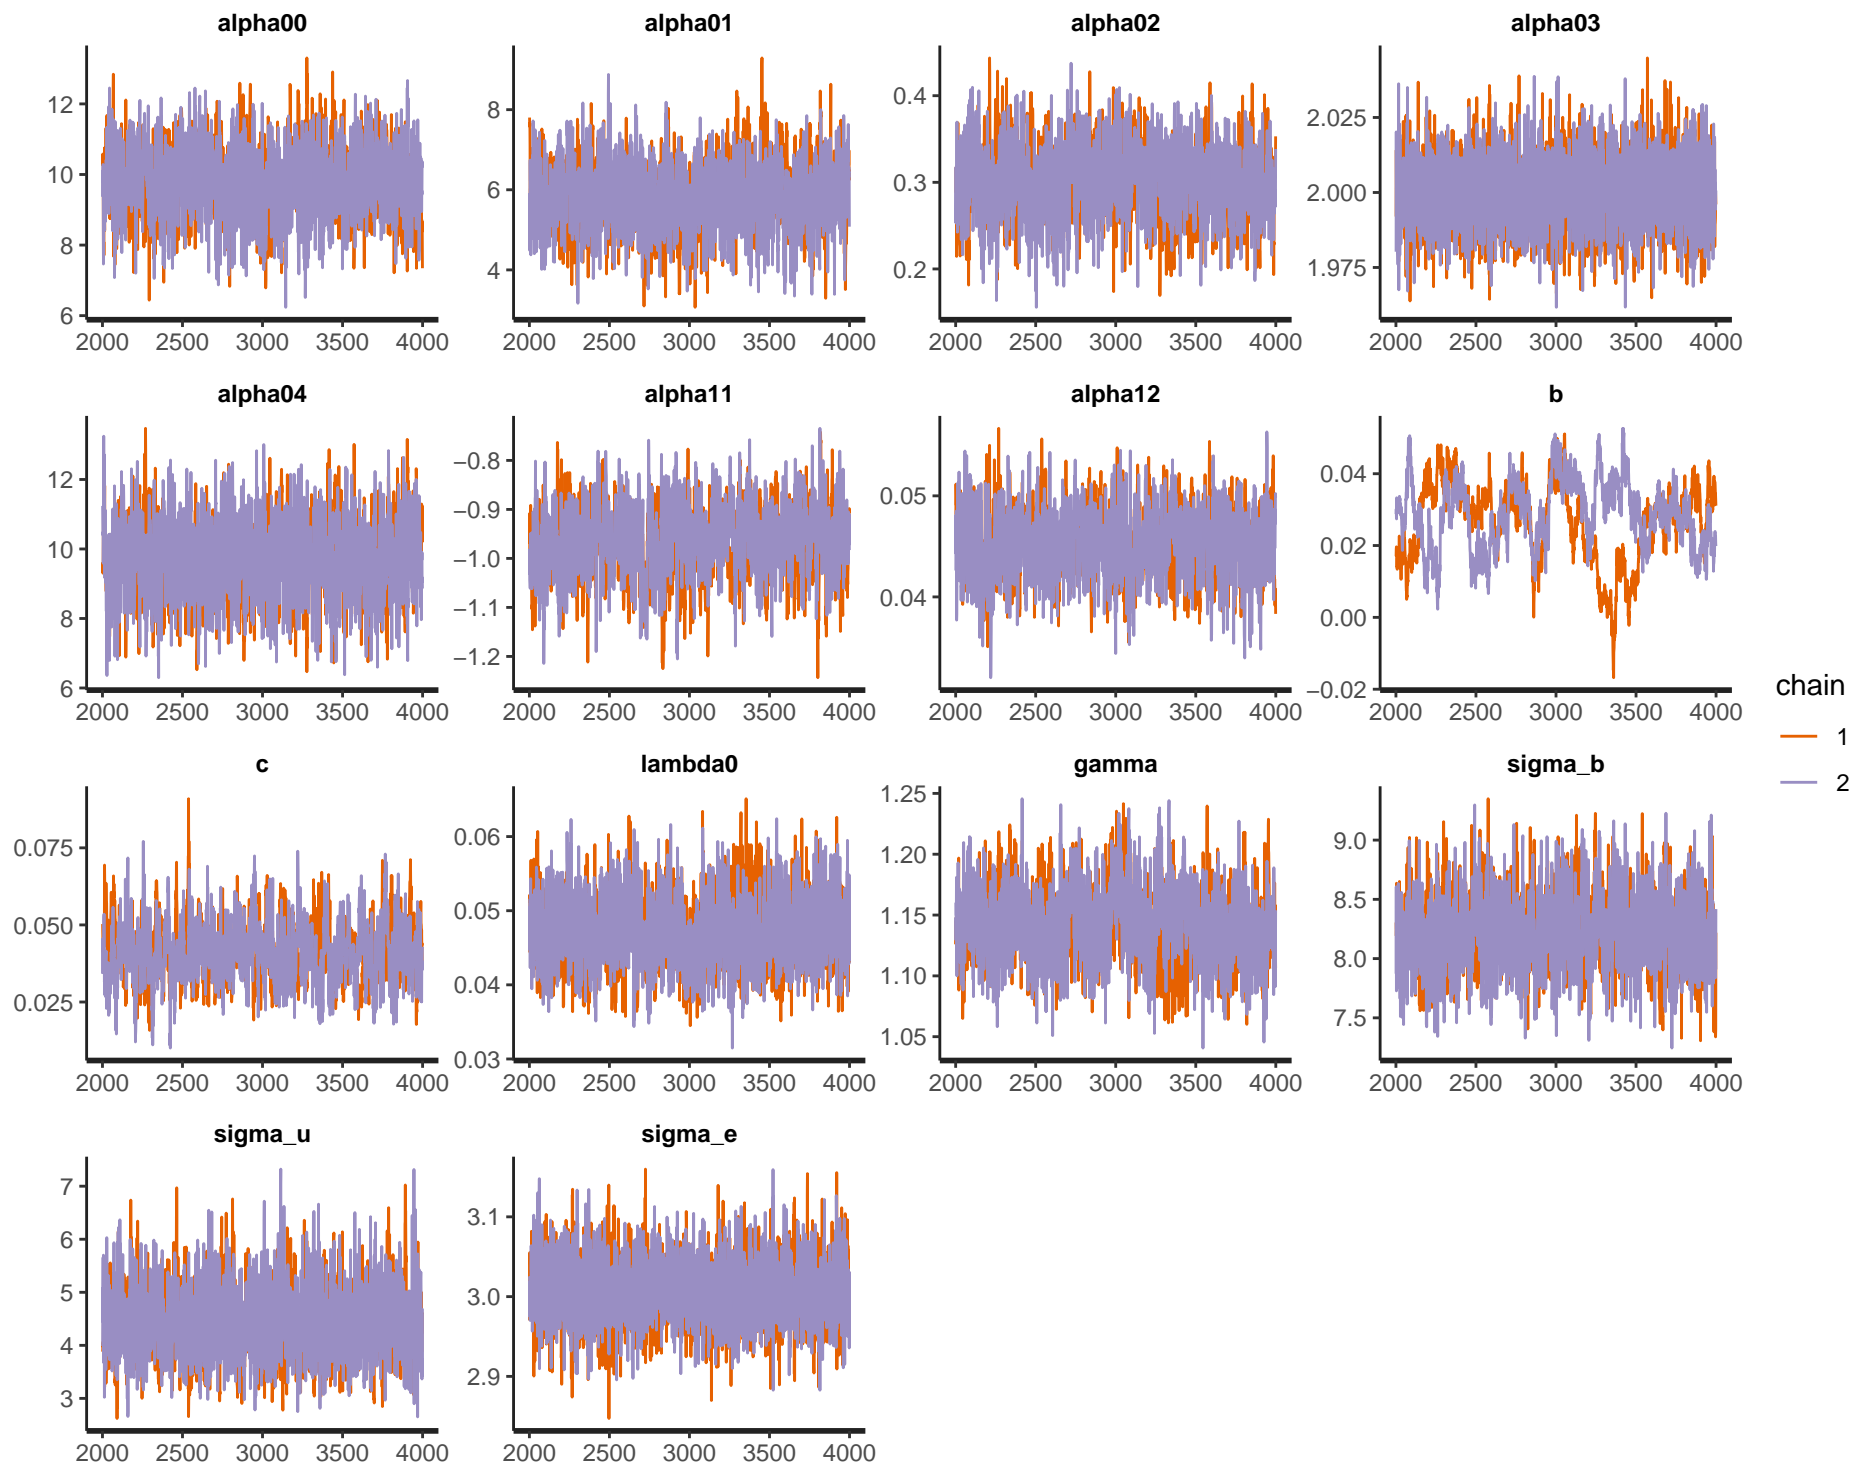 alpha00 alpha01 alpha02 alpha03
12 10 8 6
8 6 4
0.4 0.3 0.2
2.025 2.000 1.975
2000 2500 3000 3500 4000 2000 2500 3000 3500 4000 2000 2500 3000 3500 4000 2000 2500 3000 3500 4000
alpha04 alpha11 alpha12 b
12 10 8 6
−0.8 −0.9 −1.0 −1.1 −1.2
0.05 0.04
0.04 0.02 0.00 −0.02
2000 2500 3000 3500 4000 2000 2500 3000 3500 4000 2000 2500 3000 3500 4000 2000 2500 3000 3500 4000
chain
1
2
c lambda0 gamma sigma_b
0.075 0.050 0.025
0.06 0.05 0.04 0.03
1.25 1.20 1.15 1.10 1.05
9.0 8.5 8.0 7.5
2000 2500 3000 3500 4000 2000 2500 3000 3500 4000 2000 2500 3000 3500 4000 2000 2500 3000 3500 4000
sigma_u sigma_e
7 6 5 4 3
3.1 3.0 2.9
2000 2500 3000 3500 4000 2000 2500 3000 3500 4000